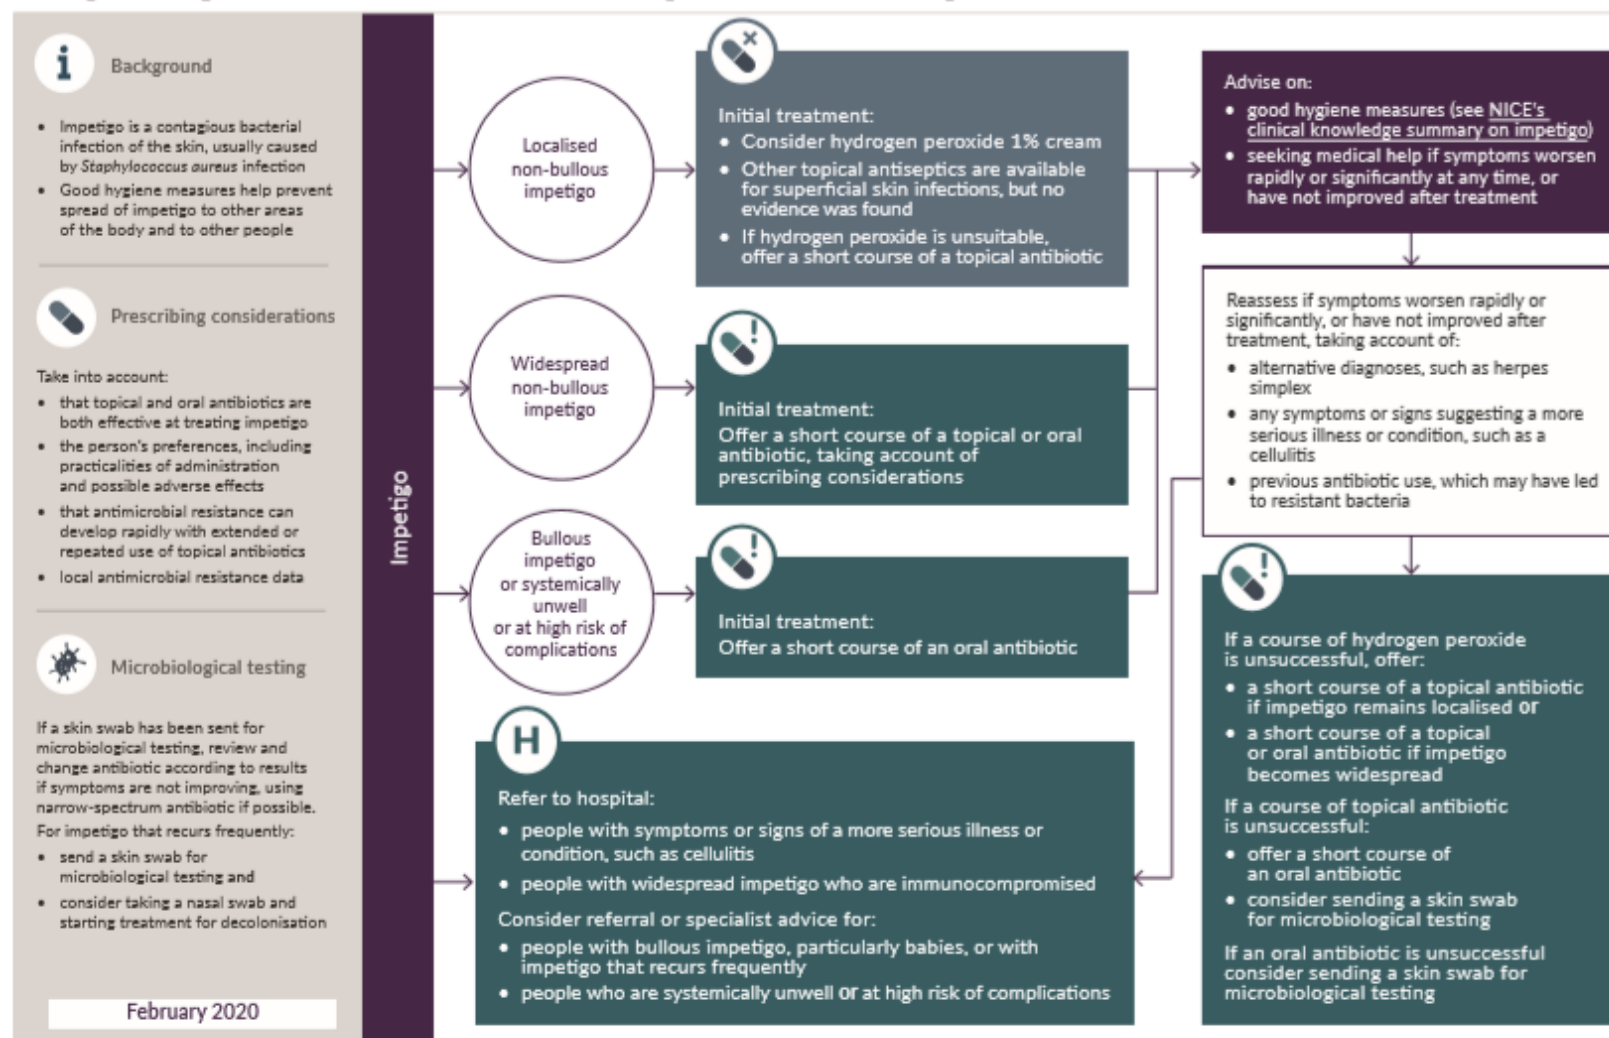 Background
• Impetigo is a contagious bacterial
infection of the skin, usually caused
by Staphylococcus aureus infection
• Good hygiene measures help prevent
spread of impetigo to other areas
of the body and to other people
Prescribing considerations
Take into account:
• that topical and oral antibiotics are
both effective at treating impetigo
• the person's preferences, including
practicalities of administration
and possible adverse effects
• that antimicrobial resistance can
develop rapidly with extended or
repeated use of topical antibiotics
• local antimicrobial resistance data
Microbiological testing
If a skin swab has been sent for
microbiological testing, review and
change antibiotic according to results
if symptoms are not improving, using
narrow-spectrum antibiotic if possible.
For impetigo that recurs frequently:
• send a skin swab for
microbiological testing and
• consider taking a nasal swab and
starting treatment for decolonisation
February 2020
Impetigo
Localised
non-bullous
impetigo
Initial treatment:
• Consider hydrogen peroxide 1% cream
• Other topical antiseptics are available
for superficial skin infections, but no
evidence was found
• If hydrogen peroxide is unsuitable,
offer a short course of a topical antibiotic
Widespread
non-bullous
impetigo
Initial treatment:
Offer a short course of a topical or oral
antibiotic, taking account of
prescribing considerations
Bullous
impetigo
or systemically
unwell
or at high risk of
complications
Initial treatment:
Offer a short course of an oral antibiotic
H
Refer to hospital:
• people with symptoms or signs of a more serious illness or
condition, such as cellulitis
• people with widespread impetigo who are immunocompromised
Consider referral or specialist advice for:
• people with bullous impetigo, particularly babies, or with
impetigo that recurs frequently
• people who are systemically unwell or at high risk of complications
Advise on:
• good hygiene measures (see NICE's
clinical knowledge summary on impetigo)
• seeking medical help if symptoms worsen
rapidly or significantly at any time, or
have not improved after treatment
Reassess if symptoms worsen rapidly or
significantly, or have not improved after
treatment, taking account of:
• alternative diagnoses, such as herpes
simplex
• any symptoms or signs suggesting a more
serious illness or condition, such as a
cellulitis
• previous antibiotic use, which may have led
to resistant bacteria
If a course of hydrogen peroxide
is unsuccessful, offer:
• a short course of a topical antibiotic
if impetigo remains localised or
• a short course of a topical
or oral antibiotic if impetigo
becomes widespread
If a course of topical antibiotic
is unsuccessful:
• offer a short course of
an oral antibiotic
• consider sending a skin swab
for microbiological testing
If an oral antibiotic is unsuccessful
consider sending a skin swab for
microbiological testing